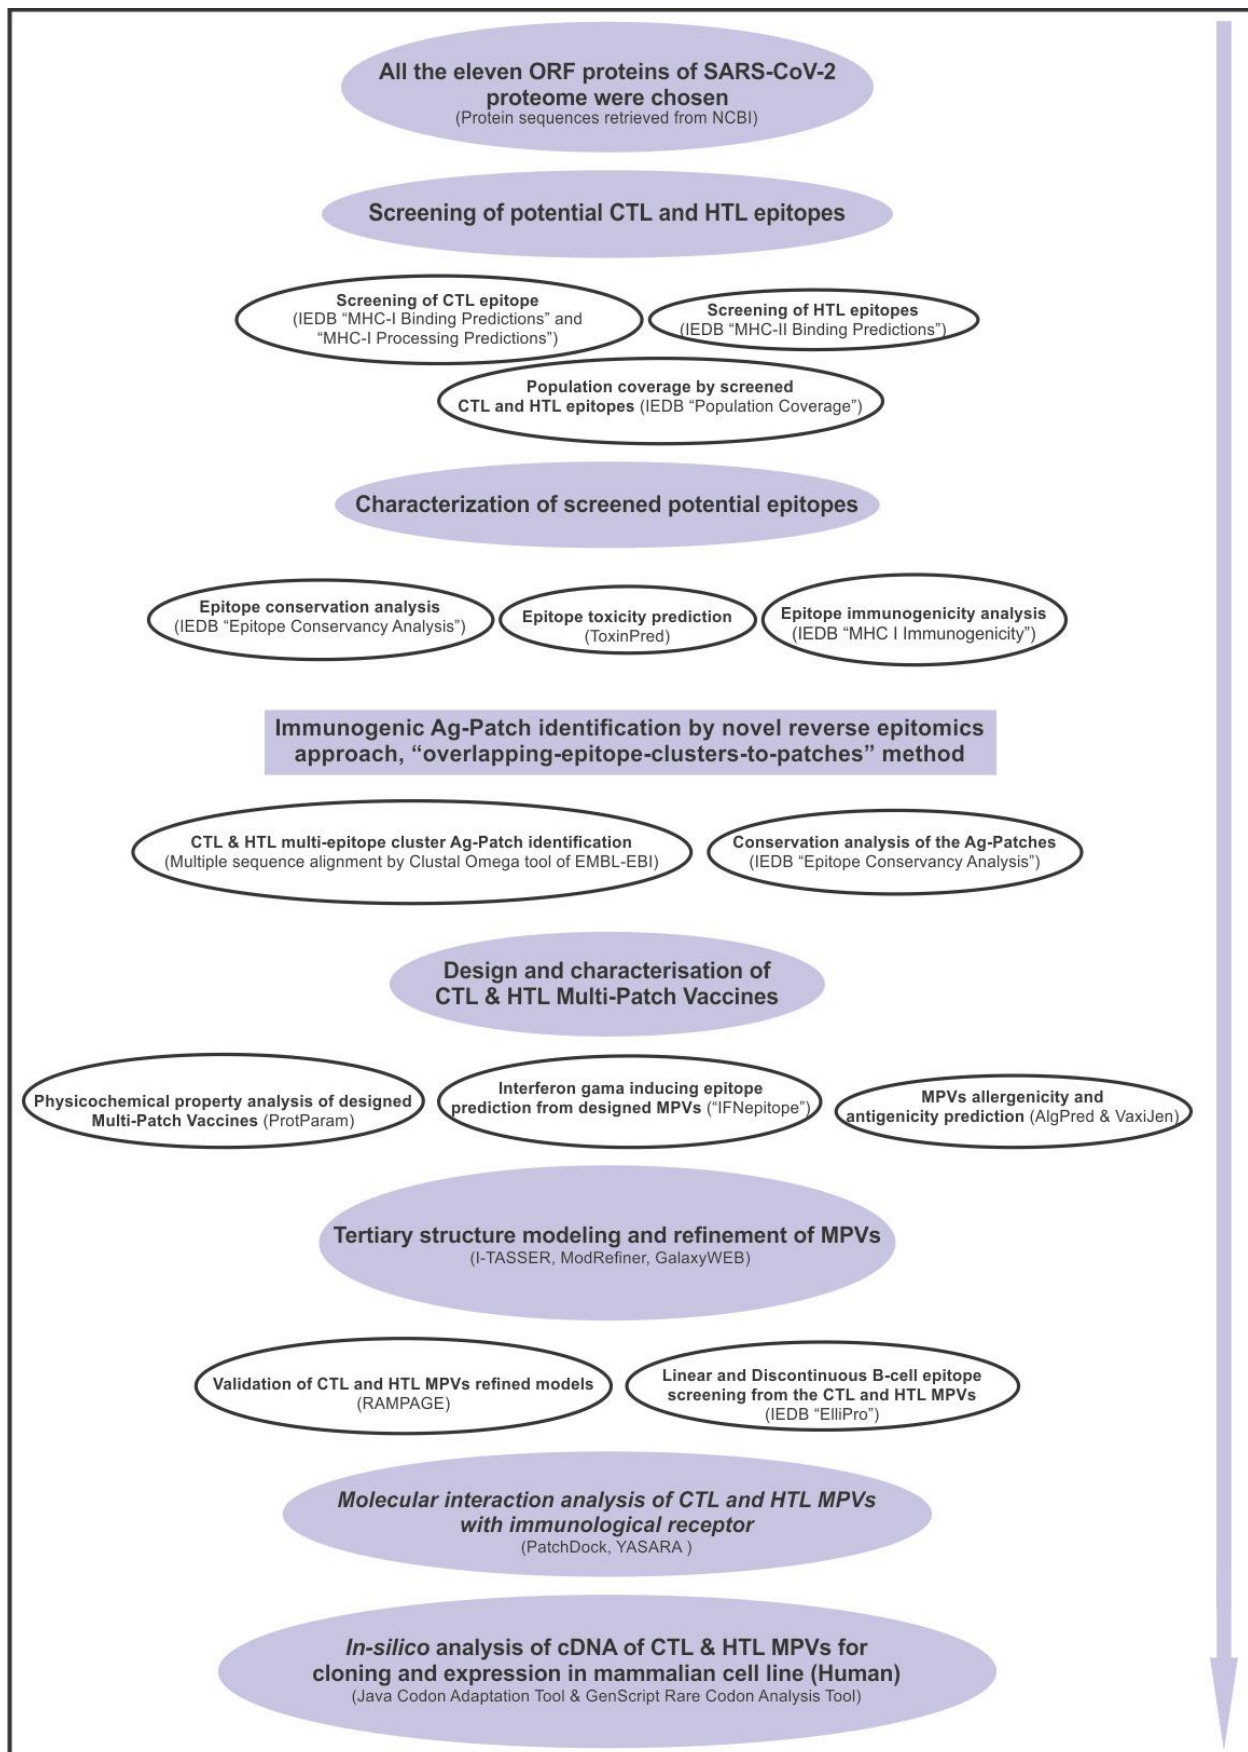 All the eleven ORF proteins of SARS-CoV-2
proteome were chosen
(Protein sequences retrieved from NCBI)
Screening of potential CTL and HTL epitopes
Screening of CTL epitope
(IEDB “MHC-I Binding Predictions” and
“MHC-I Processing Predictions”)
Screening of HTL epitopes
(IEDB “MHC-II Binding Predictions”)
Population coverage by screened
CTL and HTL epitopes (IEDB “Population Coverage”)
Characterization of screened potential epitopes
Epitope conservation analysis
(IEDB “Epitope Conservancy Analysis”)
Epitope toxicity prediction
(ToxinPred)
Epitope immunogenicity analysis
(IEDB “MHC I Immunogenicity”)
Immunogenic Ag-Patch identification by novel reverse epitomics
approach, “overlapping-epitope-clusters-to-patches” method
CTL & HTL multi-epitope cluster Ag-Patch identification
(Multiple sequence alignment by Clustal Omega tool of EMBL-EBI)
Conservation analysis of the Ag-Patches
(IEDB “Epitope Conservancy Analysis”)
Design and characterisation of
CTL & HTL Multi-Patch Vaccines
Physicochemical property analysis of designed
Multi-Patch Vaccines (ProtParam)
Interferon gama inducing epitope
prediction from designed MPVs (“IFNepitope”)
MPVs allergenicity and
antigenicity prediction (AlgPred & VaxiJen)
Tertiary structure modeling and refinement of MPVs
(I-TASSER, ModRefiner, GalaxyWEB)
Validation of CTL and HTL MPVs refined models
(RAMPAGE)
Linear and Discontinuous B-cell epitope
screening from the CTL and HTL MPVs
(IEDB “ElliPro”)
Molecular interaction analysis of CTL and HTL MPVs
with immunological receptor
(PatchDock, YASARA )
In-silico analysis of cDNA of CTL & HTL MPVs for
cloning and expression in mammalian cell line (Human)
(Java Codon Adaptation Tool & GenScript Rare Codon Analysis Tool)